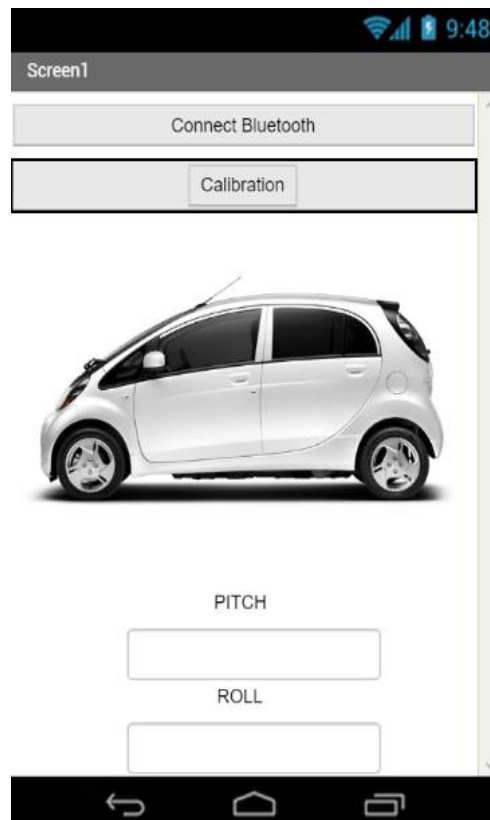 9:48
Screen1
Connect Bluetooth
Calibration
PITCH
ROLL